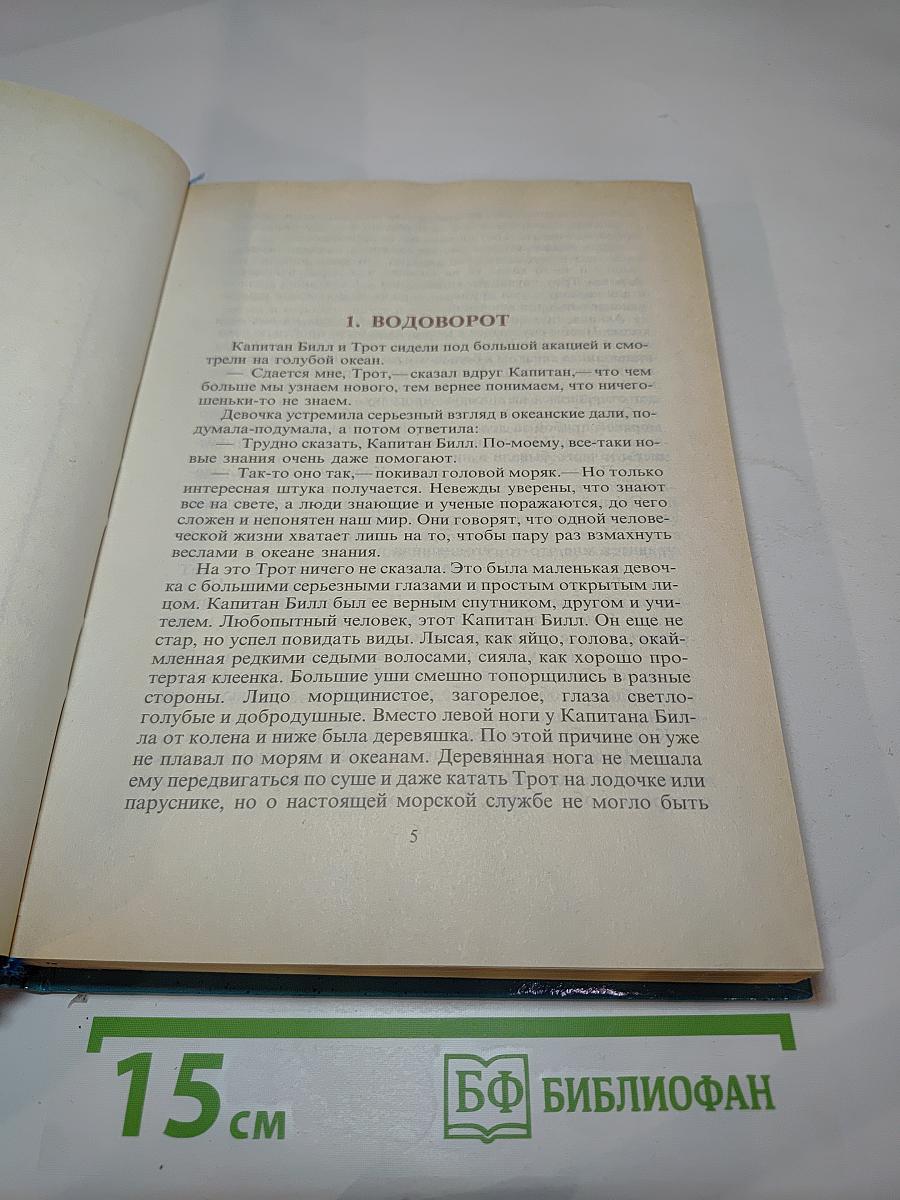 1. ВОДОВОРОТ
Капитан Билл и Трот сидели под большой акацией и смо-
трели на голубой океан.
— Сдается мне, Трот,— сказал вдруг Капитан,— что чем
больше мы узнаем нового, тем вернее понимаем, что ничего-
шеньки-то не знаем.
Девочка устремила серьезный взгляд в океанские дали, по-
думала-подумала, а потом ответила:
— Трудно сказать, Капитан Билл. По-моему, все-таки но-
вые знания очень даже помогают.
— Так-то оно так,— покивал головой моряк.— Но только
интересная штука получается. Невежды уверены, что знают
все на свете, а люди знающие и ученые поражаются, до чего
сложен и непонятен наш мир. Они говорят, что одной челове-
ческой жизни хватает лишь на то, чтобы пару раз взмахнуть
веслами в океане знания.
На это Трот ничего не сказала. Это была маленькая девоч-
ка с большими серьезными глазами и простым открытым ли-
цом. Капитан Билл был ее верным спутником, другом и учи-
телем. Любопытный человек, этот Капитан Билл. Он еще не
стар, но успел повидать виды. Лысая, как яйцо, голова, окай-
мленная редкими седыми волосами, сияла, как хорошо про-
тертая клеенка. Большие уши смешно топорщились в разные
стороны. Лицо морщинистое, загорелое, глаза светло-
голубые и добродушные. Вместо левой ноги у Капитана Бил-
ла от колена и ниже была деревяшка. По этой причине он уже
не плавал по морям и океанам. Деревянная нога не мешала
ему передвигаться по суше и даже катать Трот на лодочке или
паруснике, но о настоящей морской службе не могло быть
5
15 см
БФ БИБЛИОФАН